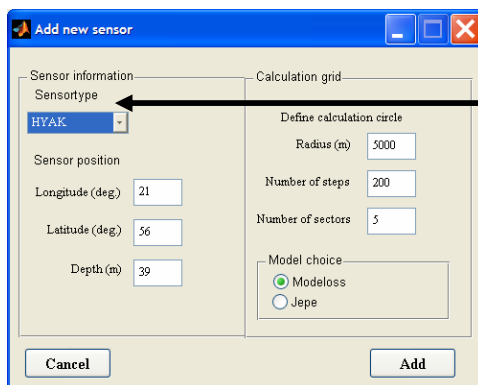 Add new sensor
Sensor information
Sensortype
HYAK
Sensor position
Longitude (deg.) 21
Latitude (deg.) 56
Depth (m) 39
Calculation grid
Define calculation circle
Radius (m) 5000
Number of steps 200
Number of sectors 5
Model choice
Modeloss
Jepe
Cancel
Add